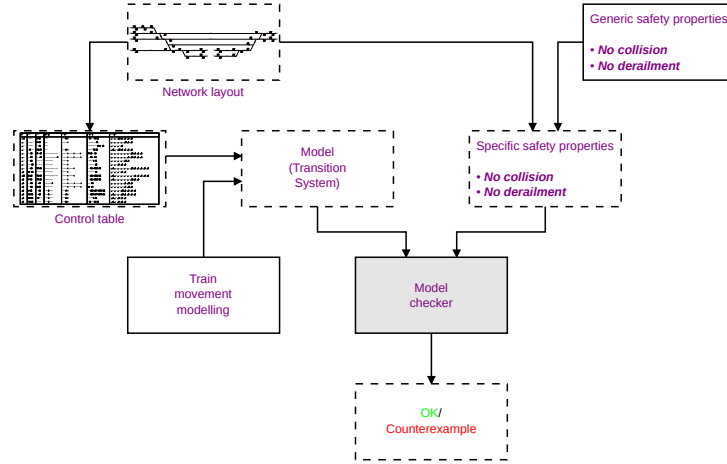 Generic safety properties
• No collision
• No derailment
Network layout
Model
(Transition
System)
Specific safety properties
• No collision
• No derailment
Control table
Train
movement
modelling
Model
checker
OK/
Counterexample